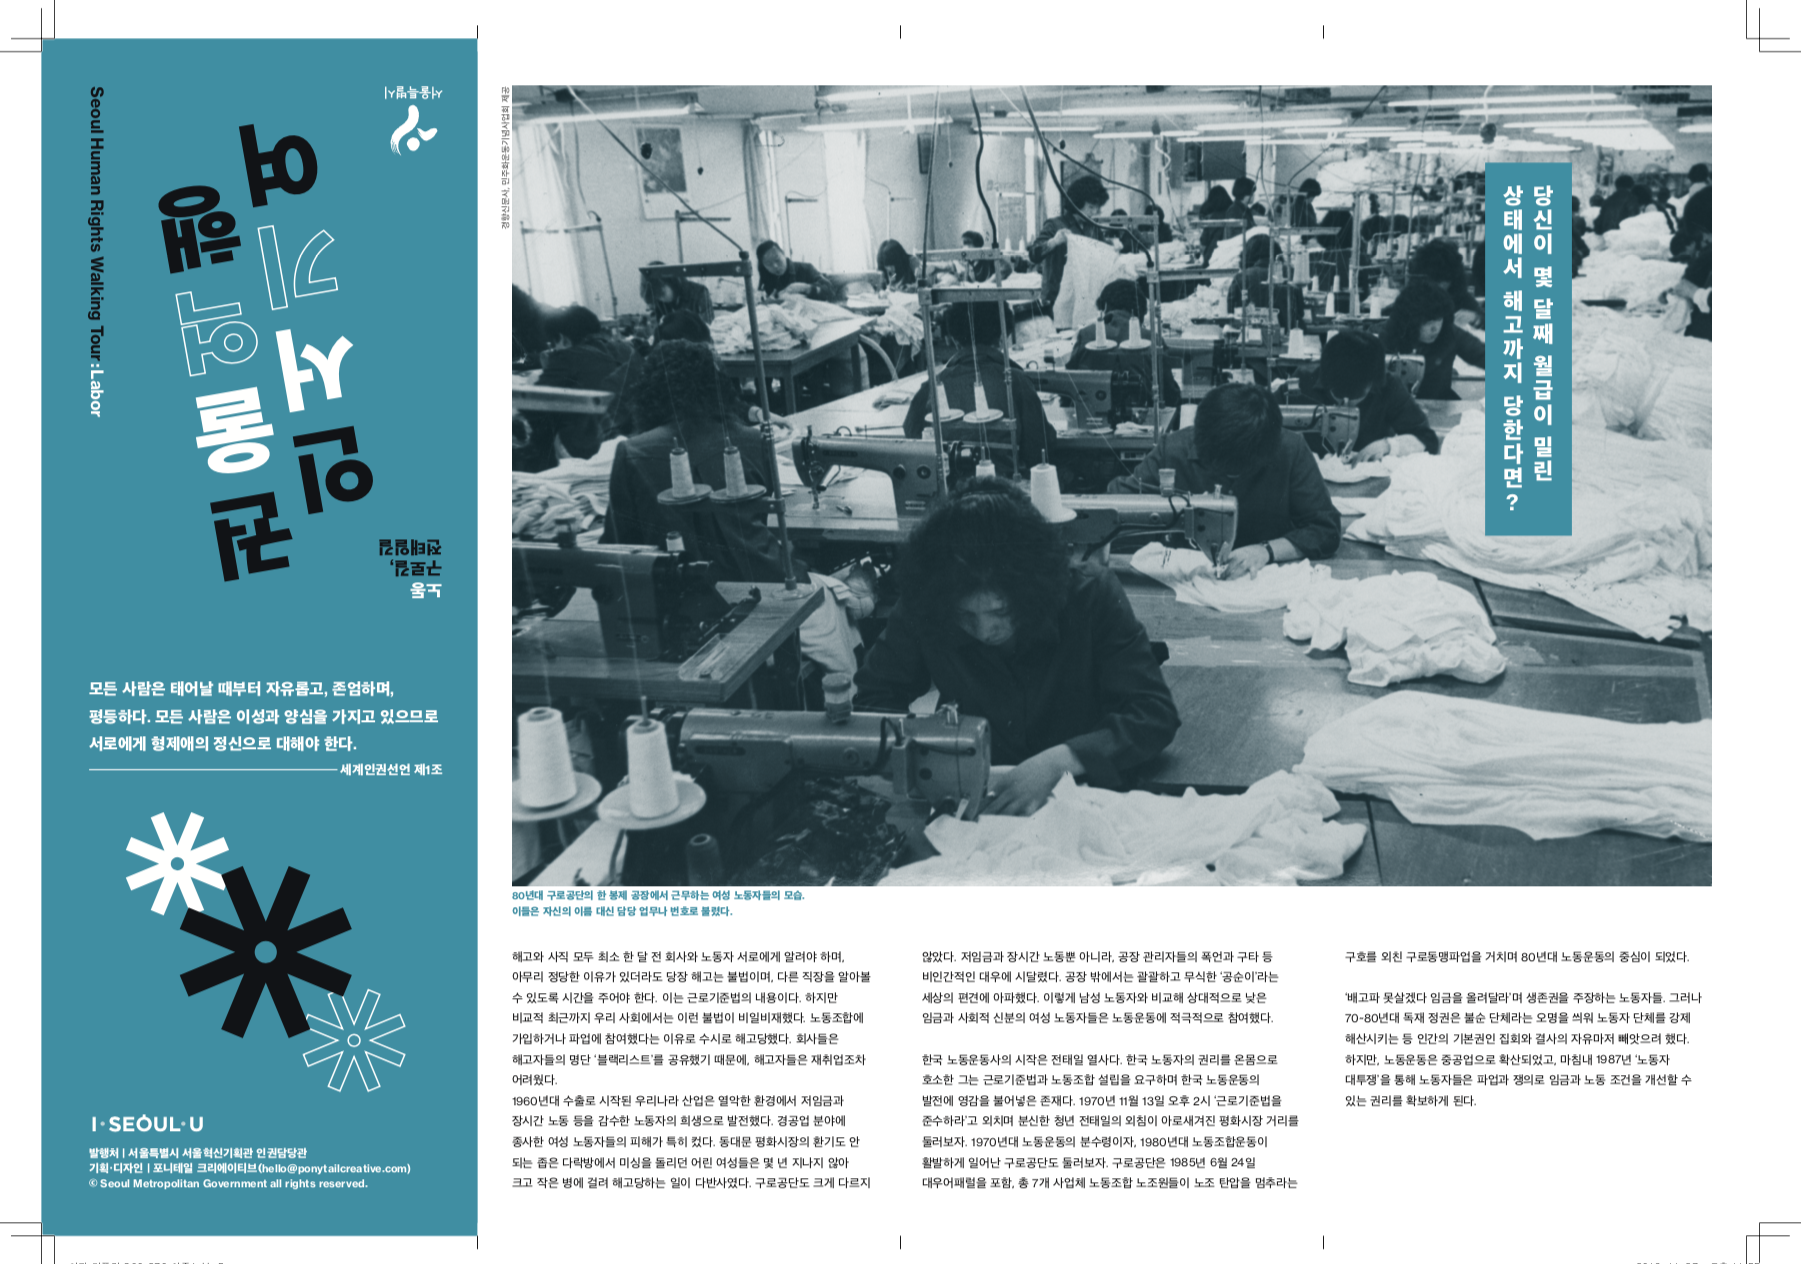 서울특별시
인권
서울
기억
여행
노동
구로길,
전태일길
Seoul Human Rights Walking Tour : Labor
모든 사람은 태어날 때부터 자유롭고, 존엄하며,
평등하다. 모든 사람은 이성과 양심을 가지고 있으므로
서로에게 형제애의 정신으로 대해야 한다.
세계인권선언 제1조
I·SEOUL·U
발행처 | 서울특별시 서울혁신기획관 인권담당관
기획·디자인 | 포니테일 크리에이티브(hello@ponytailcreative.com)
© Seoul Metropolitan Government all rights reserved.
경향신문사, 민주화운동기념사업회 제공
당신이 몇 달째 월급이 밀린
상태에서 해고까지 당한다면?
80년대 구로공단의 한 봉제 공장에서 근무하는 여성 노동자들의 모습.
이들은 자신의 이름 대신 담당 업무나 번호로 불렸다.
해고와 사직 모두 최소 한 달 전 회사와 노동자 서로에게 알려야 하며,
아무리 정당한 이유가 있더라도 당장 해고는 불법이며, 다른 직장을 알아볼
수 있도록 시간을 주어야 한다. 이는 근로기준법의 내용이다. 하지만
비교적 최근까지 우리 사회에서는 이런 불법이 비일비재했다. 노동조합에
가입하거나 파업에 참여했다는 이유로 수시로 해고당했다. 회사들은
해고자들의 명단 '블랙리스트'를 공유했기 때문에, 해고자들은 재취업조차
어려웠다.
1960년대 수출로 시작된 우리나라 산업은 열악한 환경에서 저임금과
장시간 노동 등을 감수한 노동자의 희생으로 발전했다. 경공업 분야에
종사한 여성 노동자들의 피해가 특히 컸다. 동대문 평화시장의 환기도 안
되는 좁은 다락방에서 미싱을 돌리던 어린 여성들은 몇 년 지나지 않아
크고 작은 병에 걸려 해고당하는 일이 다반사였다. 구로공단도 크게 다르지
않았다. 저임금과 장시간 노동뿐 아니라, 공장 관리자들의 폭언과 구타 등
비인간적인 대우에 시달렸다. 공장 밖에서는 괄괄하고 무식한 '공순이'라는
세상의 편견에 아파했다. 이렇게 남성 노동자와 비교해 상대적으로 낮은
임금과 사회적 신분의 여성 노동자들은 노동운동에 적극적으로 참여했다.
한국 노동운동사의 시작은 전태일 열사다. 한국 노동자의 권리를 온몸으로
호소한 그는 근로기준법과 노동조합 설립을 요구하며 한국 노동운동의
발전에 영감을 불어넣은 존재다. 1970년 11월 13일 오후 2시 '근로기준법을
준수하라'고 외치며 분신한 청년 전태일의 외침이 아로새겨진 평화시장 거리를
둘러보자. 1970년대 노동운동의 분수령이자, 1980년대 노동조합운동이
활발하게 일어난 구로공단도 둘러보자. 구로공단은 1985년 6월 24일
대우어패럴을 포함, 총 7개 사업체 노동조합 노조원들이 노조 탄압을 멈추라는
구호를 외친 구로동맹파업을 거치며 80년대 노동운동의 중심이 되었다.
'배고파 못살겠다 임금을 올려달라'며 생존권을 주장하는 노동자들. 그러나
70-80년대 독재 정권은 불순 단체라는 오명을 씌워 노동자 단체를 강제
해산시키는 등 인간의 기본권인 집회와 결사의 자유마저 빼앗으려 했다.
하지만, 노동운동은 중공업으로 확산되었고, 마침내 1987년 '노동자
대투쟁'을 통해 노동자들은 파업과 쟁의로 임금과 노동 조건을 개선할 수
있는 권리를 확보하게 된다.